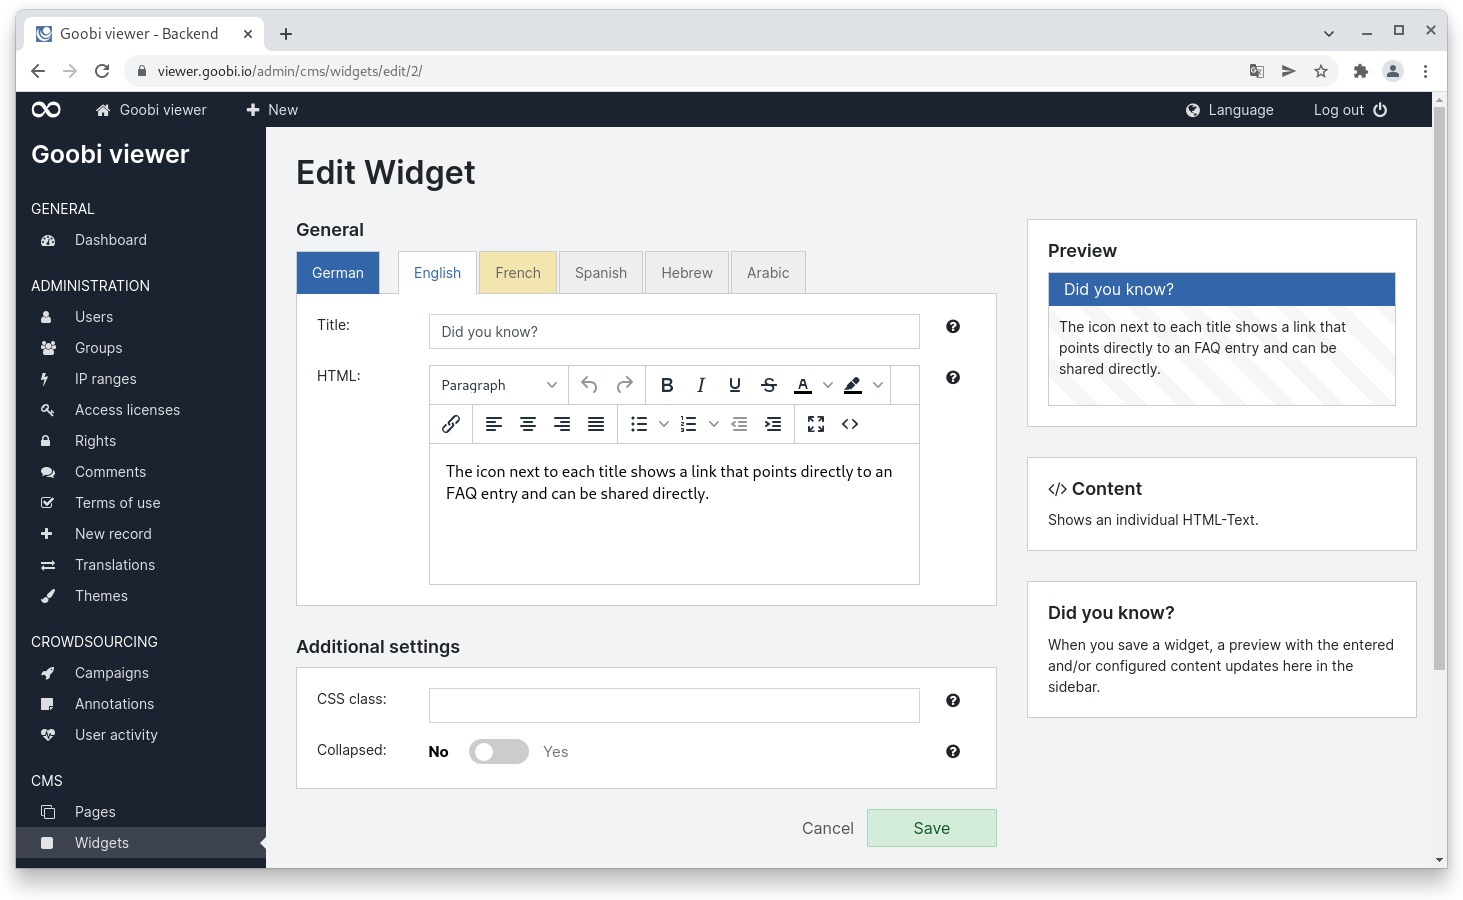 Goobi viewer - Backend
viewer.goobi.io/admin/cms/widgets/edit/2/
Goobi viewer
New
Language
Log out
Goobi viewer
GENERAL
Dashboard
ADMINISTRATION
Users
Groups
IP ranges
Access licenses
Rights
Comments
Terms of use
New record
Translations
Themes
CROWDSOURCING
Campaigns
Annotations
User activity
CMS
Pages
Widgets
Edit Widget
General
German
English
French
Spanish
Hebrew
Arabic
Title:
Did you know?
HTML:
Paragraph
The icon next to each title shows a link that points directly to an
FAQ entry and can be shared directly.
Additional settings
CSS class:
Collapsed:
No
Yes
Cancel
Save
Preview
Did you know?
The icon next to each title shows a link that
points directly to an FAQ entry and can be
shared directly.
</> Content
Shows an individual HTML-Text.
Did you know?
When you save a widget, a preview with the entered
and/or configured content updates here in the
sidebar.